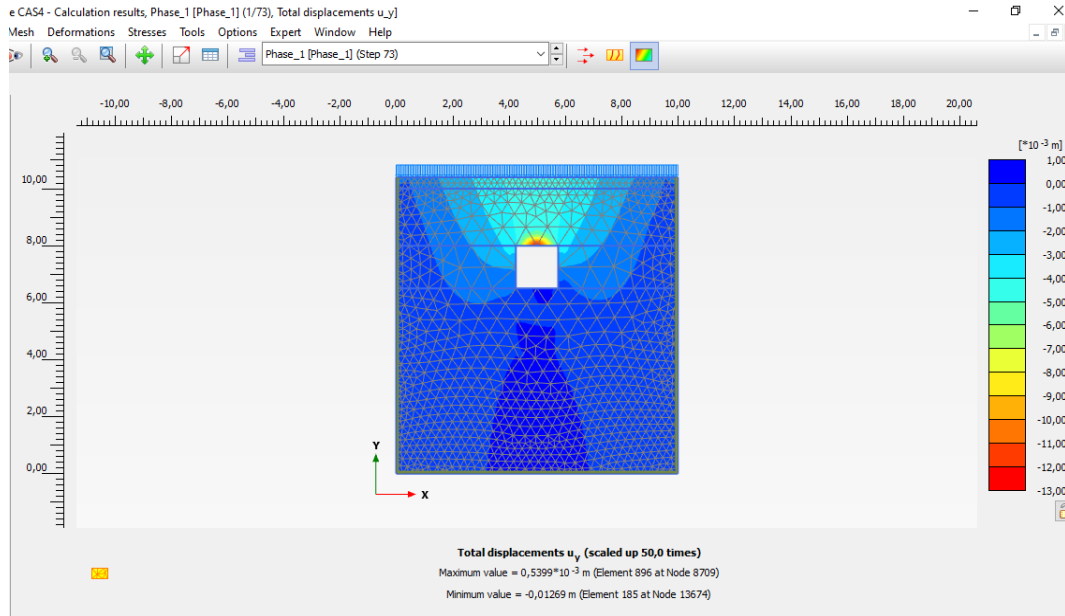 e CAS4 - Calculation results, Phase_1 [Phase_1] (1/73), Total displacements u_y]
Mesh Deformations Stresses Tools Options Expert Window Help
Phase_1 [Phase_1] (Step 73)
-10,00 -8,00 -6,00 -4,00 -2,00 0,00 2,00 4,00 6,00 8,00 10,00 12,00 14,00 16,00 18,00 20,00
[*10⁻³ m]
1,00
0,00
-1,00
-2,00
-3,00
-4,00
-5,00
-6,00
-7,00
-8,00
-9,00
-10,00
-11,00
-12,00
-13,00
10,00
8,00
6,00
4,00
2,00
0,00
Y
X
Total displacements u_y (scaled up 50,0 times)
Maximum value = 0,5399*10⁻³ m (Element 896 at Node 8709)
Minimum value = -0,01269 m (Element 185 at Node 13674)